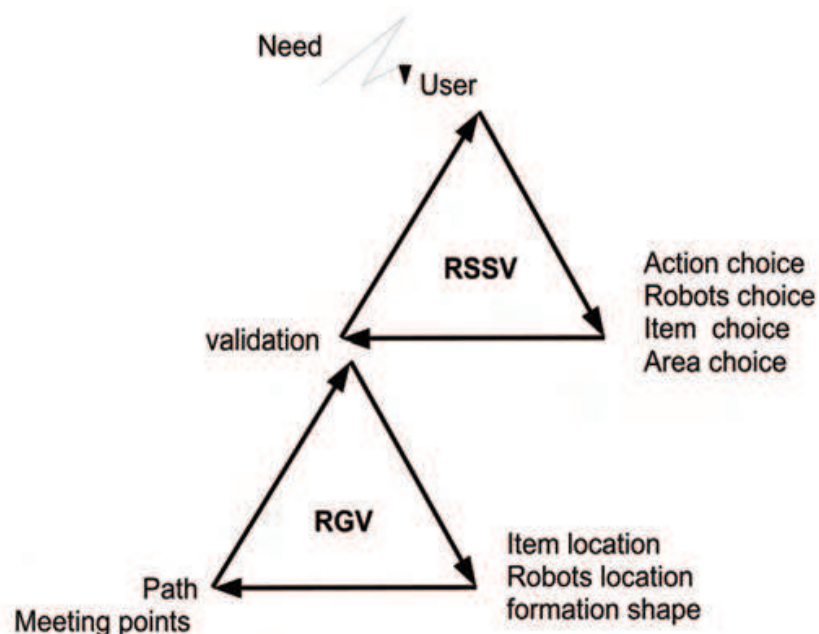 Need
User
RSSV
Action choice
Robots choice
Item choice
Area choice
validation
RGV
Item location
Robots location
formation shape
Path
Meeting points